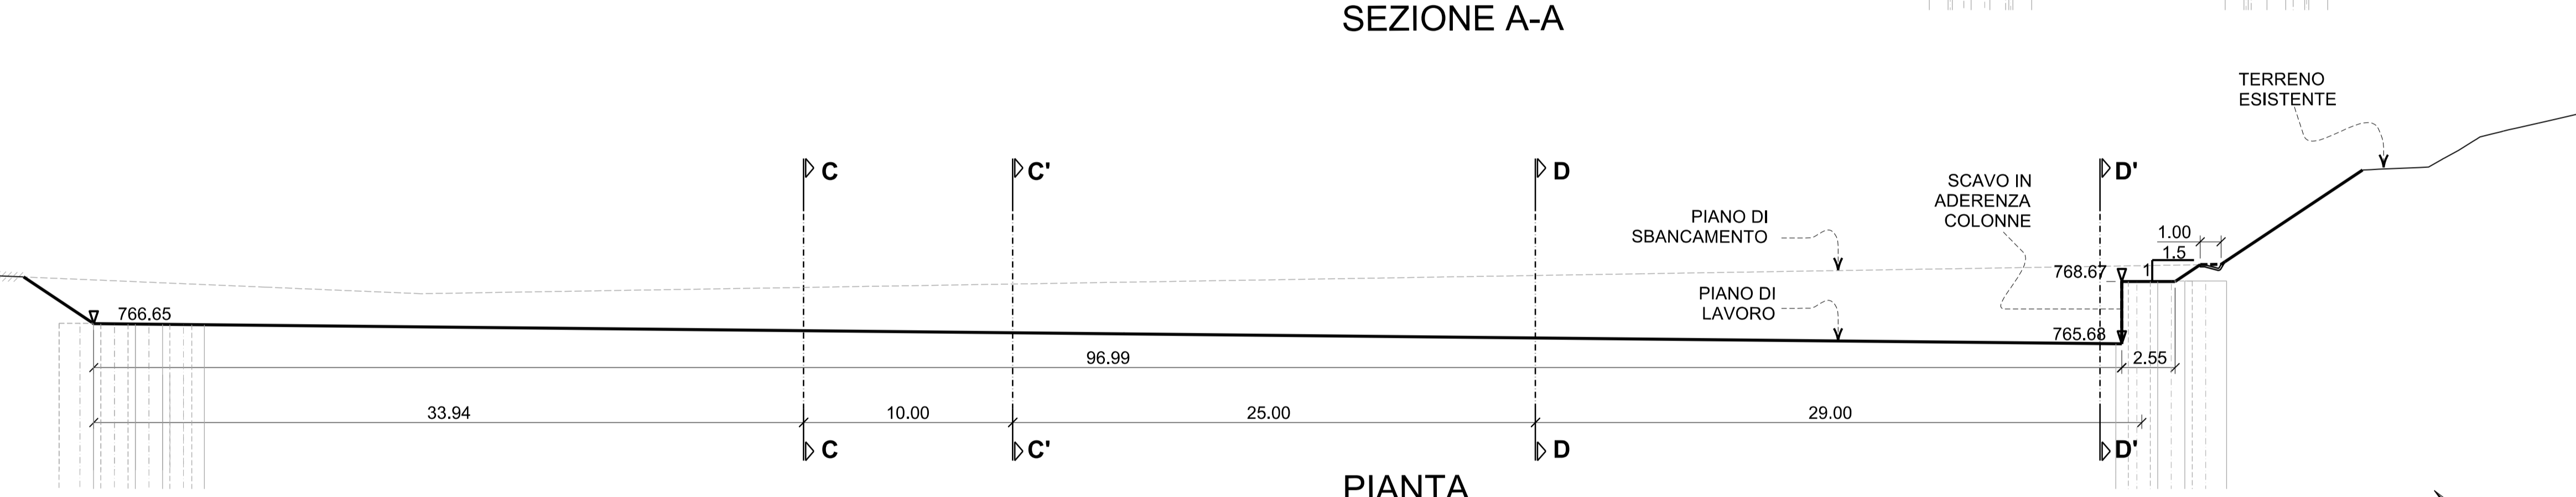 SEZIONE A-A
TERRENO
ESISTENTE
C
C'
D
D'
SCAVO IN
ADERENZA
COLONNE
PIANO DI
SBANCAMENTO
1.00
1.5
1
768.67
PIANO DI
LAVORO
766.65
765.68
96.99
2.55
33.94
10.00
25.00
29.00
C
C'
D
D'
PIANTA